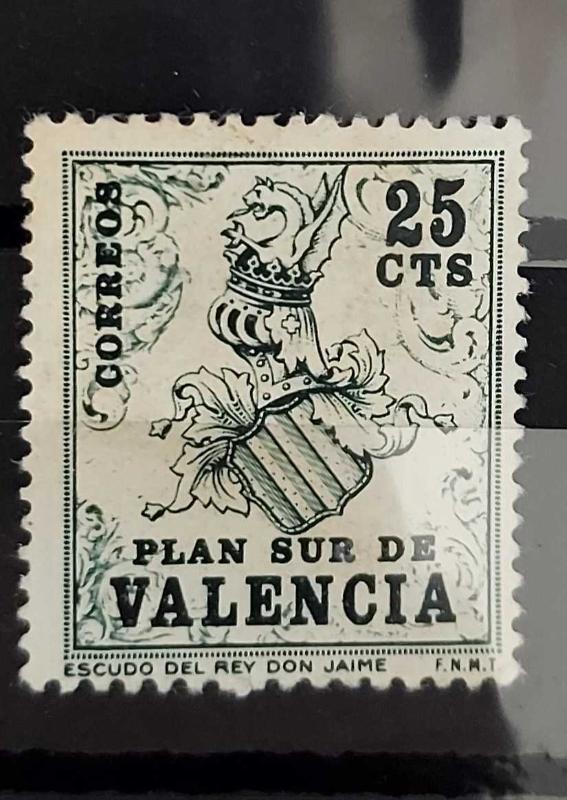 CORREOS
25
CTS
PLAN SUR DE
VALENCIA
ESCUDO DEL REY DON JAIME F.N.M.T